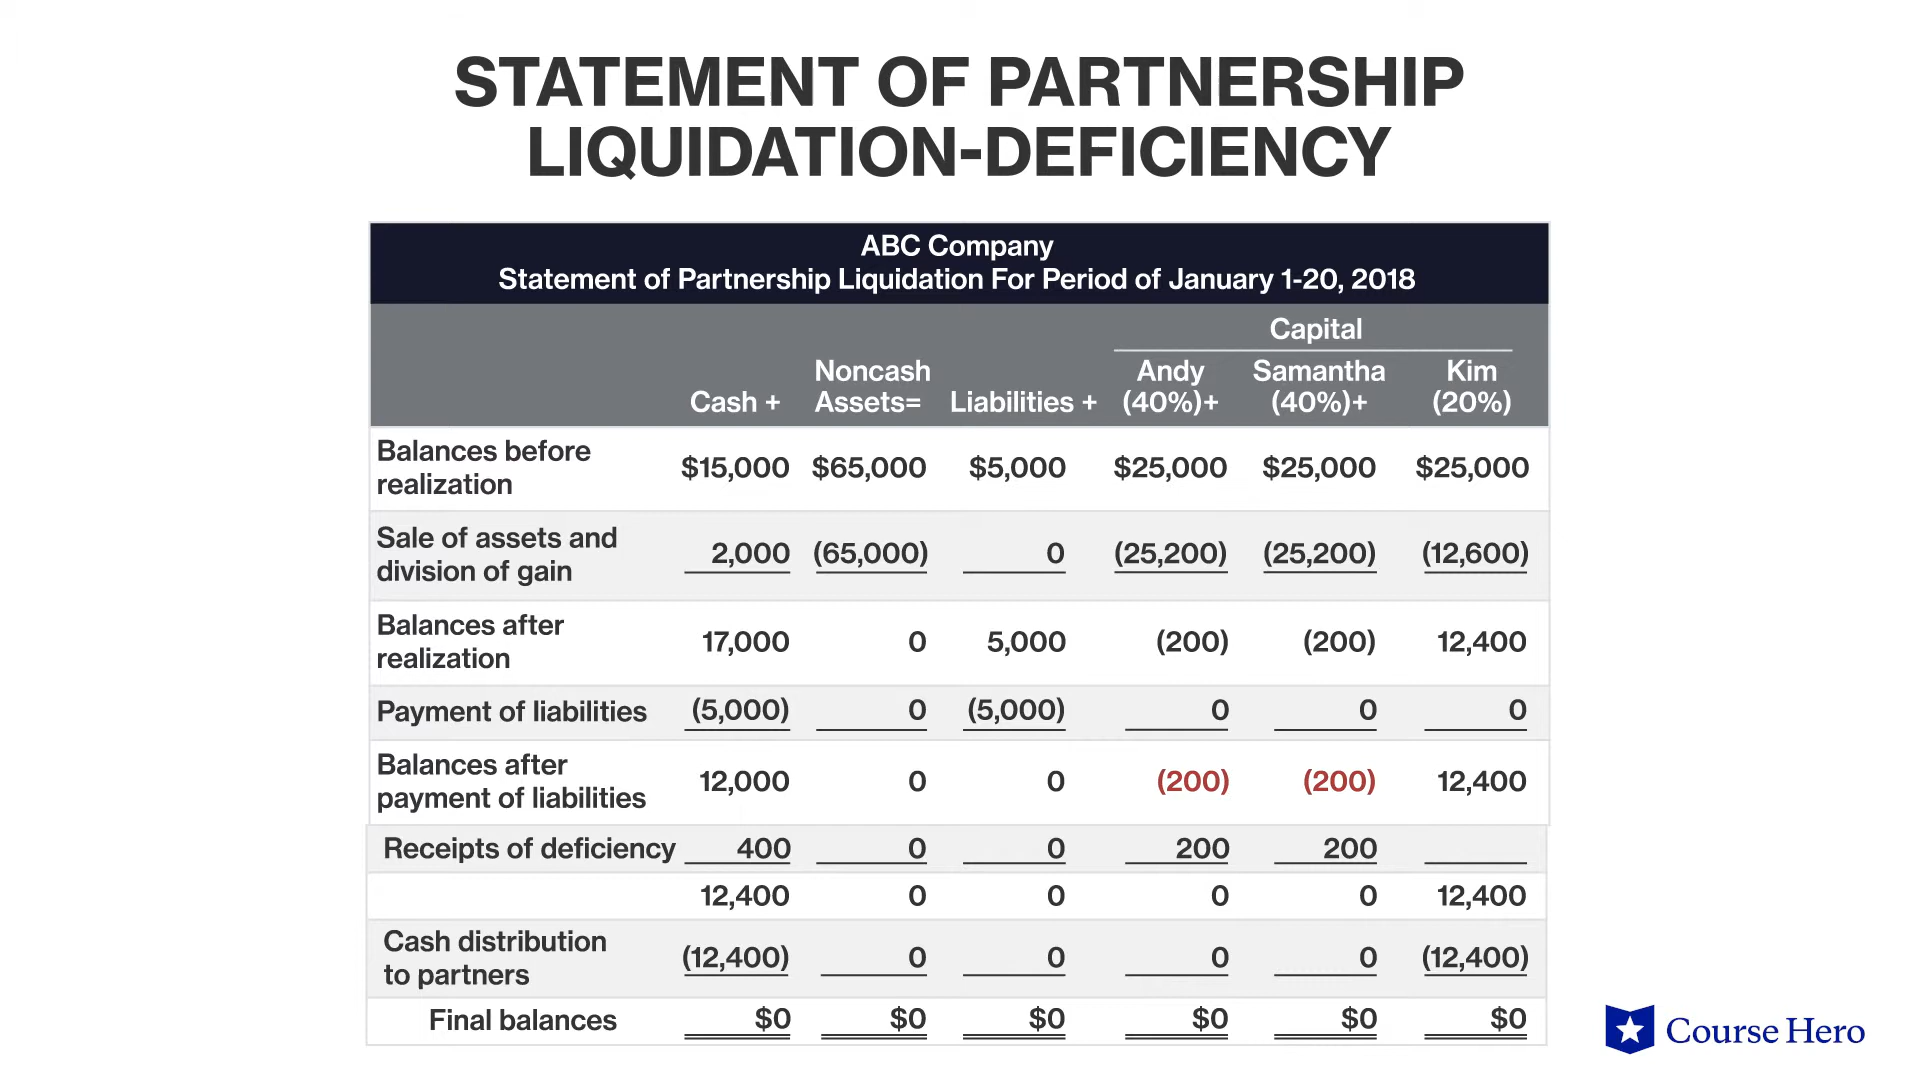 STATEMENT OF PARTNERSHIP
LIQUIDATION-DEFICIENCY
ABC Company
Statement of Partnership Liquidation For Period of January 1-20, 2018
Capital
Cash + Noncash Assets= Liabilities + Andy (40%)+ Samantha (40%)+ Kim (20%)
Balances before realization $15,000 $65,000 $5,000 $25,000 $25,000 $25,000
Sale of assets and division of gain 2,000 (65,000) 0 (25,200) (25,200) (12,600)
Balances after realization 17,000 0 5,000 (200) (200) 12,400
Payment of liabilities (5,000) 0 (5,000) 0 0 0
Balances after payment of liabilities 12,000 0 0 (200) (200) 12,400
Receipts of deficiency 400 0 0 200 200
12,400 0 0 0 0 12,400
Cash distribution to partners (12,400) 0 0 0 0 (12,400)
Final balances $0 $0 $0 $0 $0 $0
Course Hero